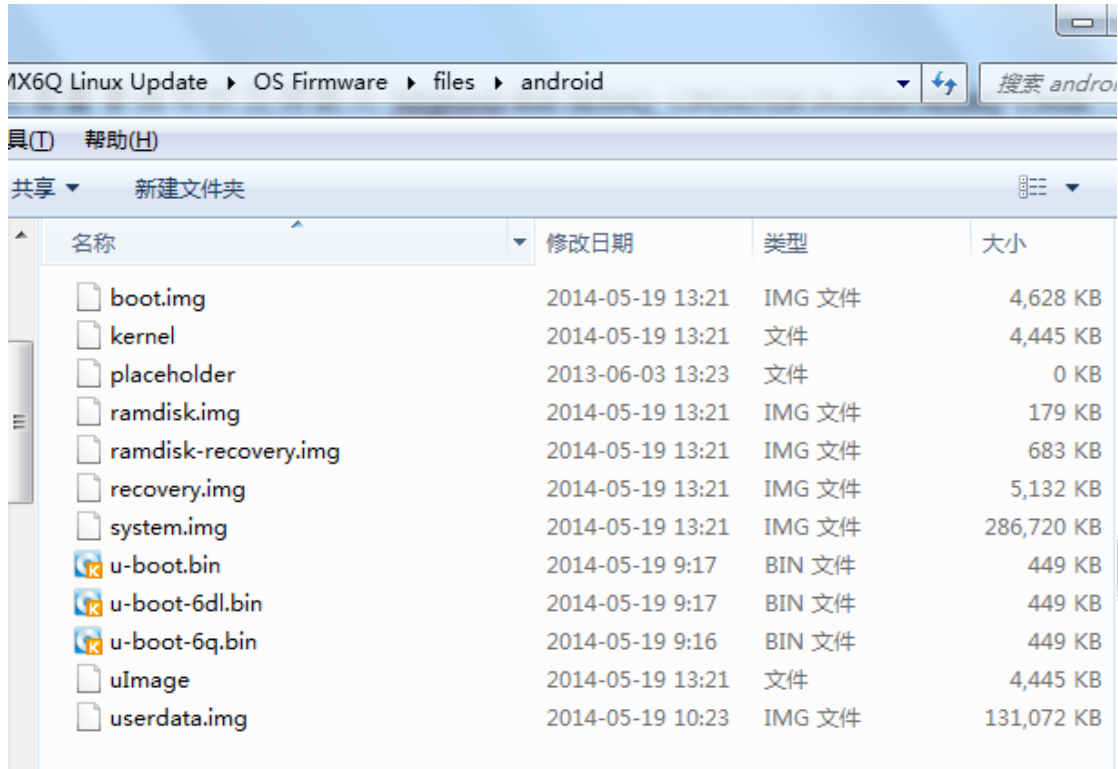 MX6Q Linux Update ▸ OS Firmware ▸ files ▸ android 搜索 androi
具(T) 帮助(H)
共享 新建文件夹
名称 修改日期 类型 大小
boot.img 2014-05-19 13:21 IMG 文件 4,628 KB
kernel 2014-05-19 13:21 文件 4,445 KB
placeholder 2013-06-03 13:23 文件 0 KB
ramdisk.img 2014-05-19 13:21 IMG 文件 179 KB
ramdisk-recovery.img 2014-05-19 13:21 IMG 文件 683 KB
recovery.img 2014-05-19 13:21 IMG 文件 5,132 KB
system.img 2014-05-19 13:21 IMG 文件 286,720 KB
u-boot.bin 2014-05-19 9:17 BIN 文件 449 KB
u-boot-6dl.bin 2014-05-19 9:17 BIN 文件 449 KB
u-boot-6q.bin 2014-05-19 9:16 BIN 文件 449 KB
uImage 2014-05-19 13:21 文件 4,445 KB
userdata.img 2014-05-19 10:23 IMG 文件 131,072 KB